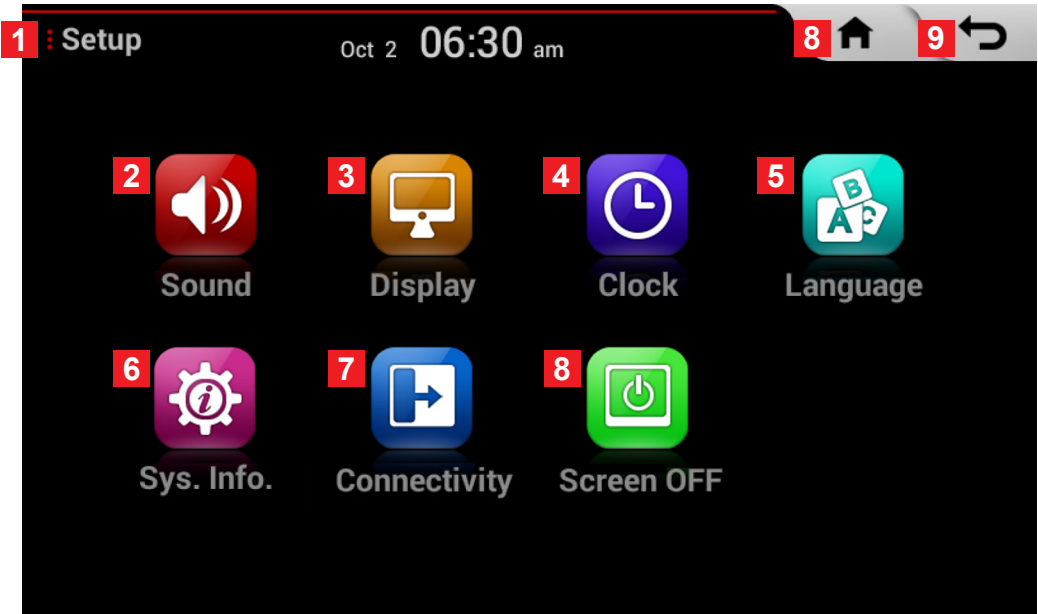 1 Setup Oct 2 06:30 am 8 9
2 3 4 5
B
A C
Sound Display Clock Language
6 7 8
i
Sys. Info. Connectivity Screen OFF